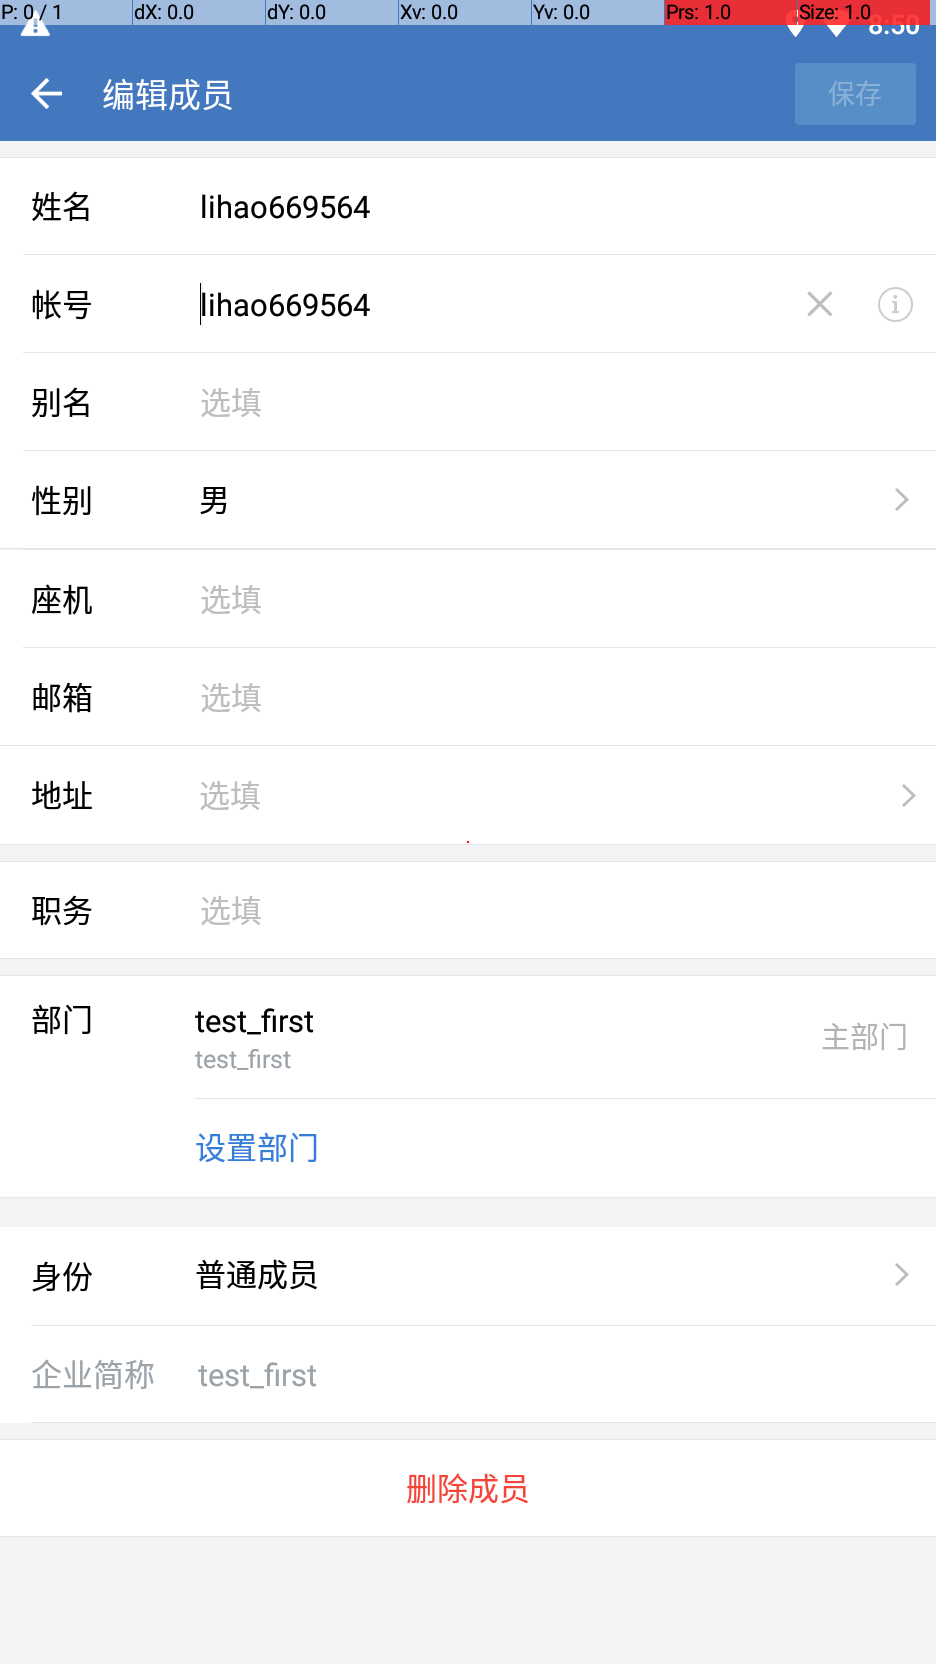 P: 0 / 1 dX: 0.0 dY: 0.0 Xv: 0.0 Yv: 0.0 Prs: 1.0 Size: 1.0
8:50
编辑成员 保存
姓名 lihao669564
帐号 lihao669564
别名 选填
性别 男
座机 选填
邮箱 选填
地址 选填
职务 选填
部门 test_first
test_first
主部门
设置部门
身份 普通成员
企业简称 test_first
删除成员